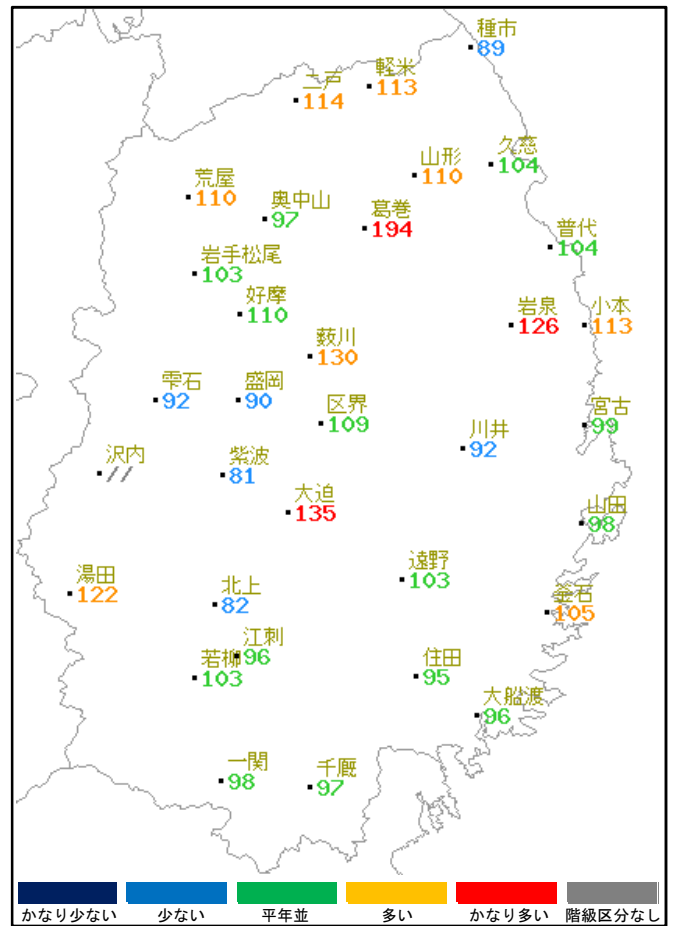 種市
89
軽米
113
二戸
114
久慈
104
山形
110
荒屋
110
奥中山
97
葛巻
194
普代
104
岩手松尾
103
好摩
110
岩泉
126
小本
113
薮川
130
雫石
92
盛岡
90
区界
109
宮古
99
川井
92
沢内
//
紫波
81
大迫
135
山田
98
遠野
103
湯田
122
北上
82
釜石
105
江刺
96
若柳
103
住田
95
大船渡
96
一関
98
千厩
97
かなり少ない 少ない 平年並 多い かなり多い 階級区分なし